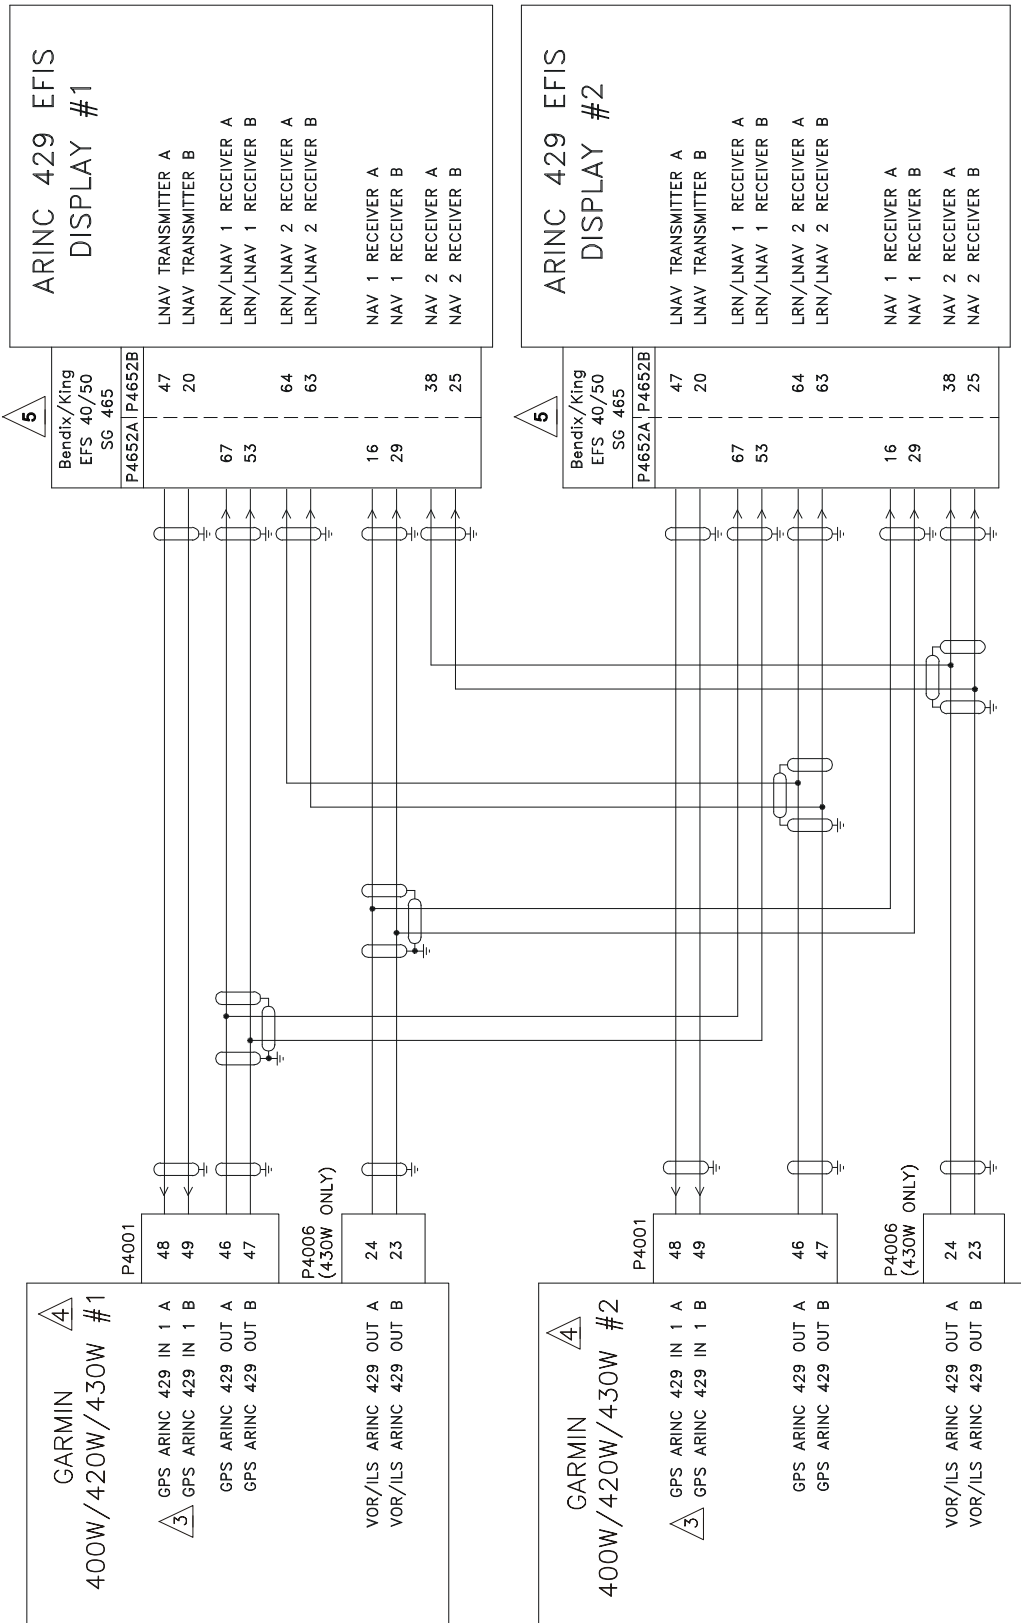 GARMIN
400W/420W/430W #1
4
3
GPS ARINC 429 IN 1 A
GPS ARINC 429 IN 1 B
GPS ARINC 429 OUT A
GPS ARINC 429 OUT B
VOR/ILS ARINC 429 OUT A
VOR/ILS ARINC 429 OUT B
P4001
48
49
46
47
P4006
(430W ONLY)
24
23
5
Bendix/King
EFS 40/50
SG 465
P4652A P4652B
47
20
67
53
64
63
16
29
38
25
ARINC 429 EFIS
DISPLAY #1
LNAV TRANSMITTER A
LNAV TRANSMITTER B
LRN/LNAV 1 RECEIVER A
LRN/LNAV 1 RECEIVER B
LRN/LNAV 2 RECEIVER A
LRN/LNAV 2 RECEIVER B
NAV 1 RECEIVER A
NAV 1 RECEIVER B
NAV 2 RECEIVER A
NAV 2 RECEIVER B
GARMIN
400W/420W/430W #2
4
3
GPS ARINC 429 IN 1 A
GPS ARINC 429 IN 1 B
GPS ARINC 429 OUT A
GPS ARINC 429 OUT B
VOR/ILS ARINC 429 OUT A
VOR/ILS ARINC 429 OUT B
P4001
48
49
46
47
P4006
(430W ONLY)
24
23
5
Bendix/King
EFS 40/50
SG 465
P4652A P4652B
47
20
67
53
64
63
16
29
38
25
ARINC 429 EFIS
DISPLAY #2
LNAV TRANSMITTER A
LNAV TRANSMITTER B
LRN/LNAV 1 RECEIVER A
LRN/LNAV 1 RECEIVER B
LRN/LNAV 2 RECEIVER A
LRN/LNAV 2 RECEIVER B
NAV 1 RECEIVER A
NAV 1 RECEIVER B
NAV 2 RECEIVER A
NAV 2 RECEIVER B